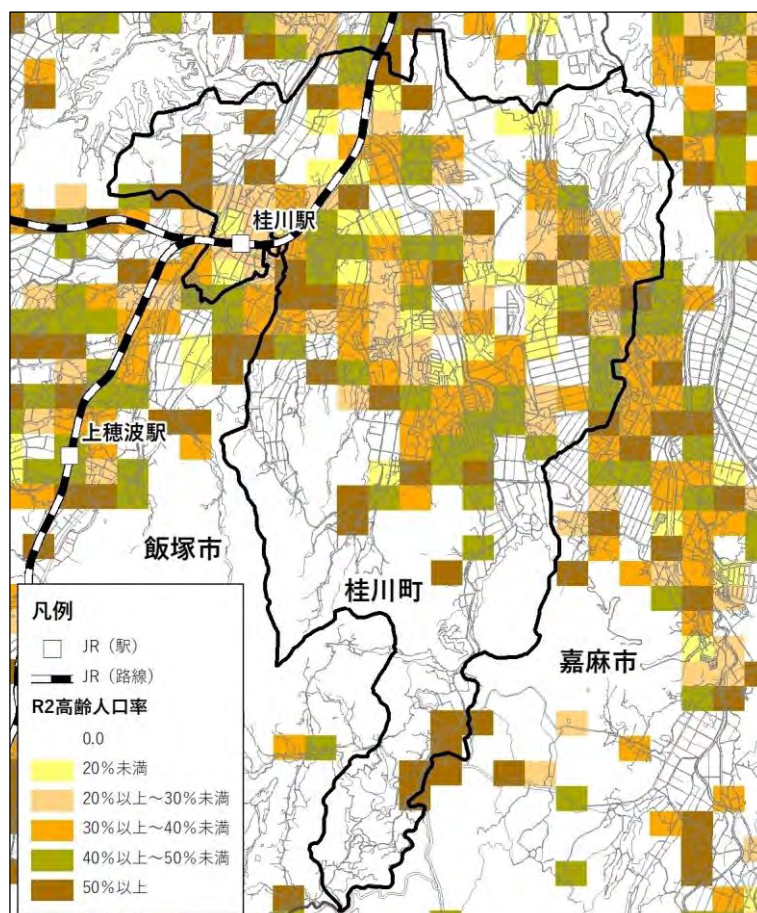 桂川駅
上穂波駅
飯塚市
桂川町
嘉麻市
凡例
JR（駅）
JR（路線）
R2高齢人口率
0.0
20％未満
20％以上～30％未満
30％以上～40％未満
40％以上～50％未満
50％以上